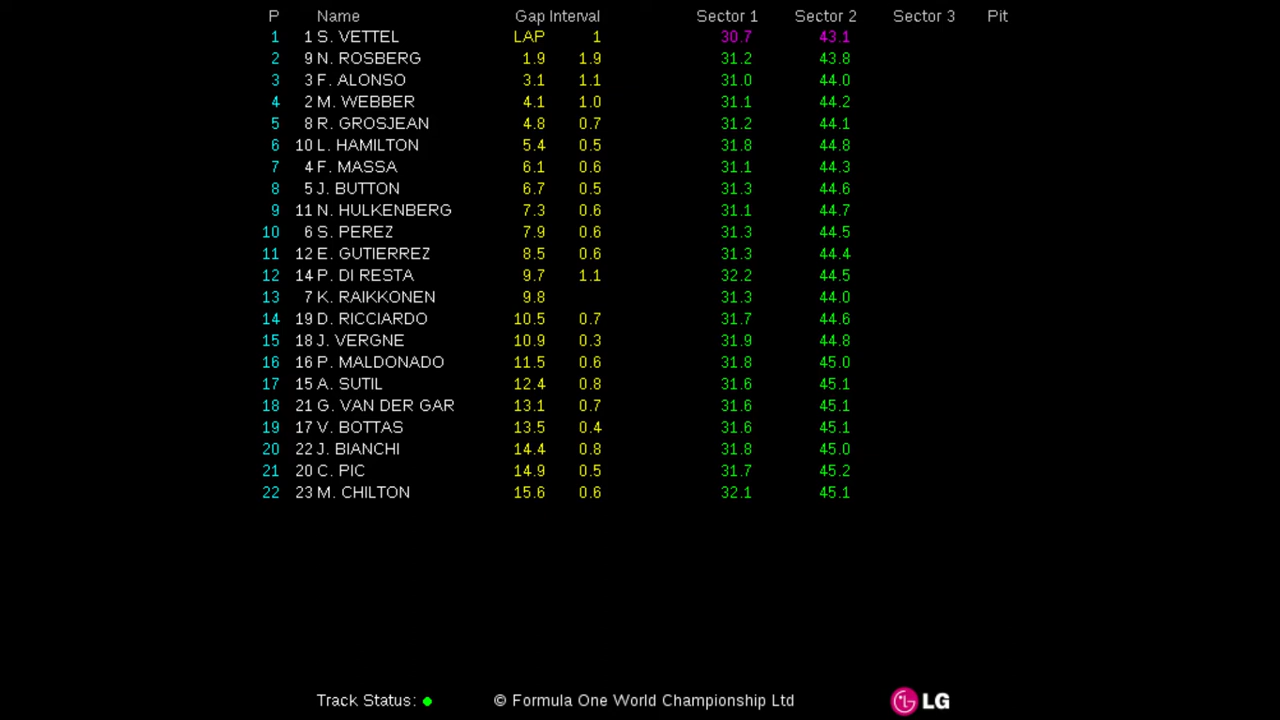 P Name Gap Interval Sector 1 Sector 2 Sector 3 Pit
1 1 S. VETTEL LAP 1 30.7 43.1
2 9 N. ROSBERG 1.9 1.9 31.2 43.8
3 3 F. ALONSO 3.1 1.1 31.0 44.0
4 2 M. WEBBER 4.1 1.0 31.1 44.2
5 8 R. GROSJEAN 4.8 0.7 31.2 44.1
6 10 L. HAMILTON 5.4 0.5 31.8 44.8
7 4 F. MASSA 6.1 0.6 31.1 44.3
8 5 J. BUTTON 6.7 0.5 31.3 44.6
9 11 N. HULKENBERG 7.3 0.6 31.1 44.7
10 6 S. PEREZ 7.9 0.6 31.3 44.5
11 12 E. GUTIERREZ 8.5 0.6 31.3 44.4
12 14 P. DI RESTA 9.7 1.1 32.2 44.5
13 7 K. RAIKKONEN 9.8 31.3 44.0
14 19 D. RICCIARDO 10.5 0.7 31.7 44.6
15 18 J. VERGNE 10.9 0.3 31.9 44.8
16 16 P. MALDONADO 11.5 0.6 31.8 45.0
17 15 A. SUTIL 12.4 0.8 31.6 45.1
18 21 G. VAN DER GAR 13.1 0.7 31.6 45.1
19 17 V. BOTTAS 13.5 0.4 31.6 45.1
20 22 J. BIANCHI 14.4 0.8 31.8 45.0
21 20 C. PIC 14.9 0.5 31.7 45.2
22 23 M. CHILTON 15.6 0.6 32.1 45.1
Track Status: © Formula One World Championship Ltd LG